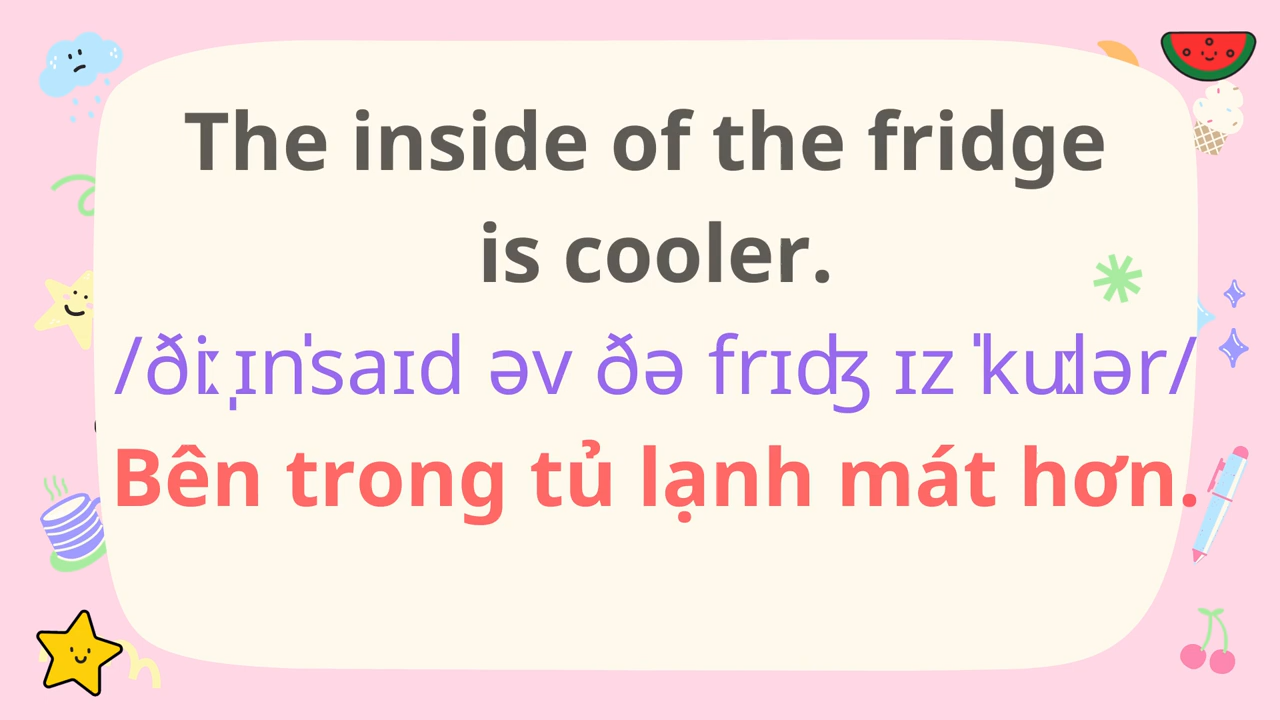 The inside of the fridge
is cooler.
/ðiː ˌɪnˈsaɪd əv ðə frɪʤ ɪz ˈkuːlər/
Bên trong tủ lạnh mát hơn.